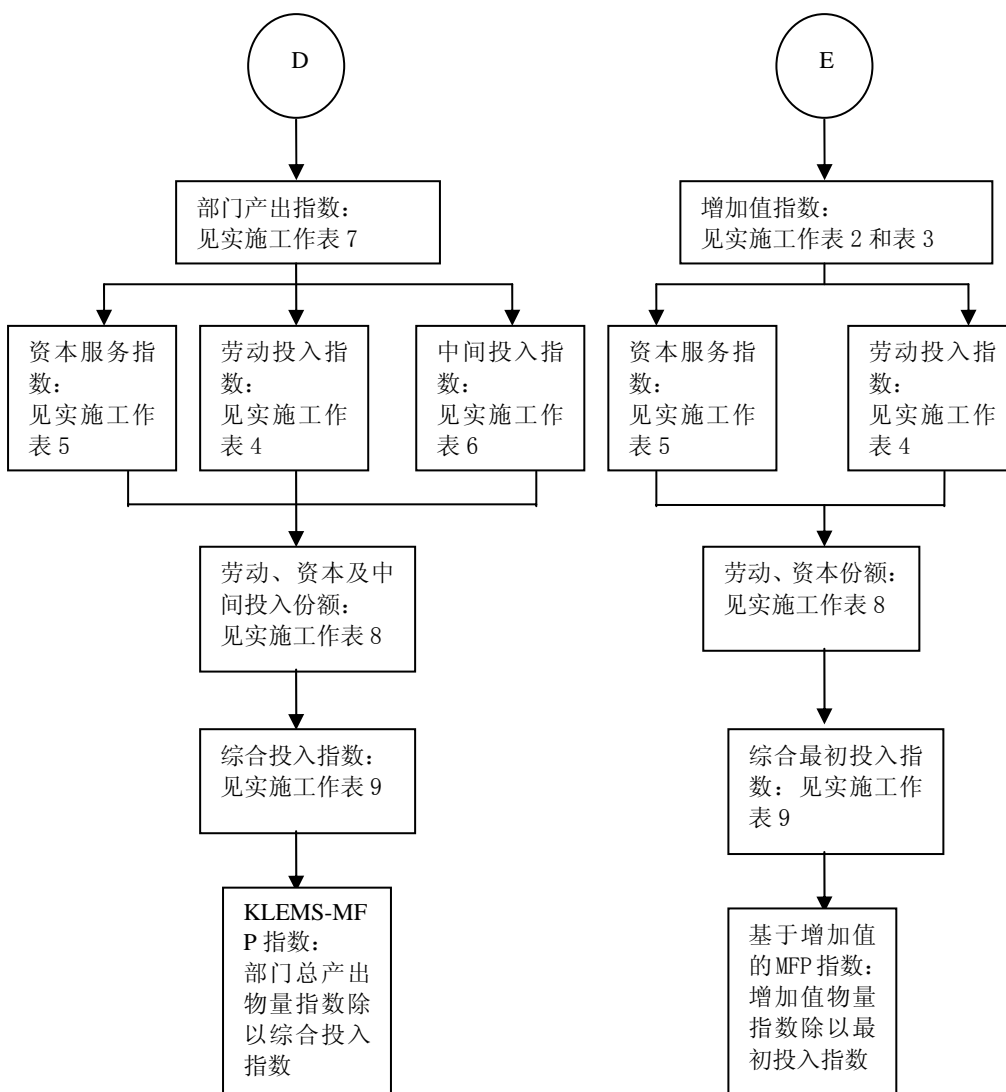 D
部门产出指数：
见实施工作表 7
资本服务指
数：
见实施工作
表 5
劳动投入指
数：
见实施工作
表 4
中间投入指
数：
见实施工作
表 6
劳动、资本及中
间投入份额：
见实施工作表 8
综合投入指数：
见实施工作表 9
KLEMS-MF
P 指数：
部门总产出
物量指数除
以综合投入
指数
E
增加值指数：
见实施工作表 2 和表 3
资本服务指
数：
见实施工作
表 5
劳动投入指
数：
见实施工作
表 4
劳动、资本份额：
见实施工作表 8
综合最初投入指
数：见实施工作
表 9
基于增加值
的 MFP 指数：
增加值物量
指数除以最
初投入指数